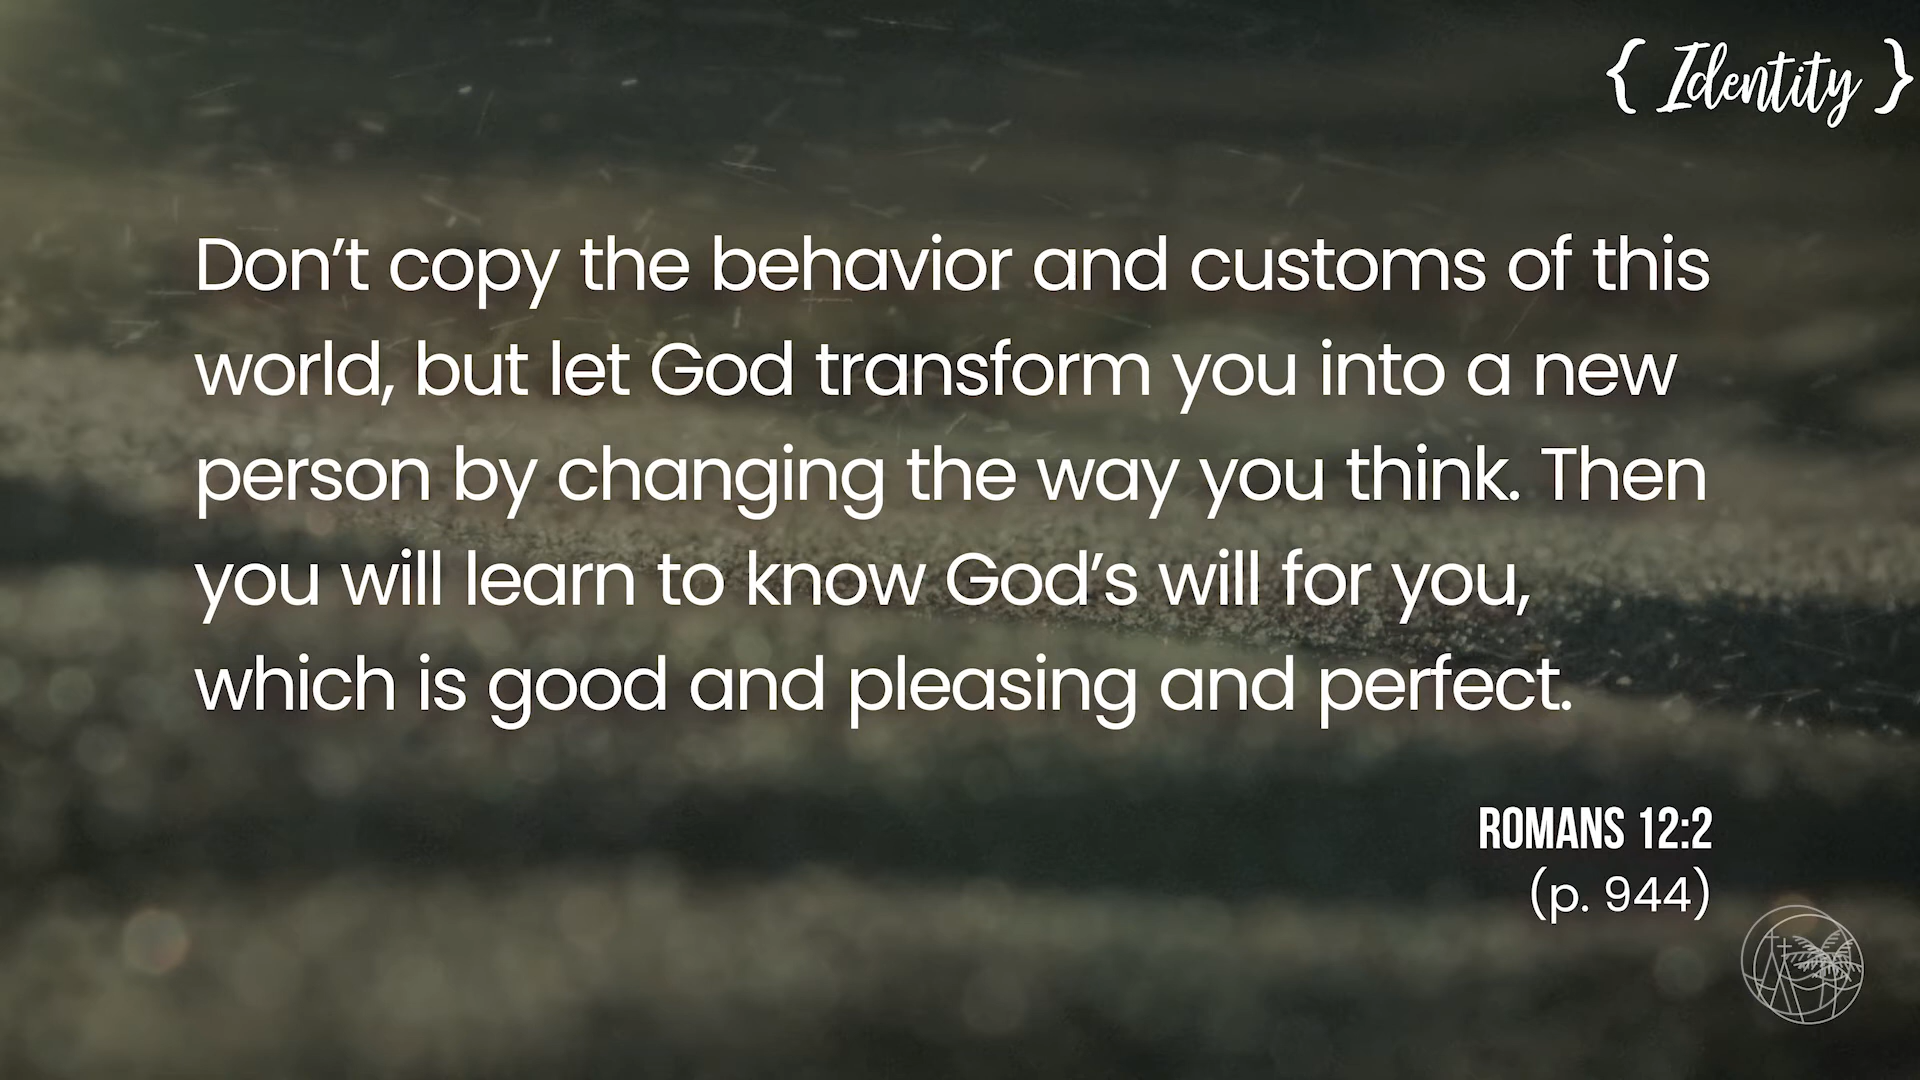 { Identity }
Don’t copy the behavior and customs of this
world, but let God transform you into a new
person by changing the way you think. Then
you will learn to know God’s will for you,
which is good and pleasing and perfect.
ROMANS 12:2
(p. 944)